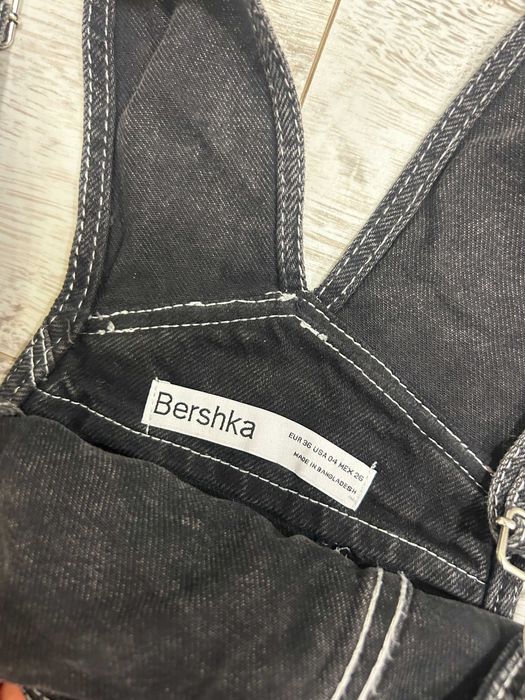 Bershka
EUR 36 USA 04 MEX 26
MADE IN BANGLADESH